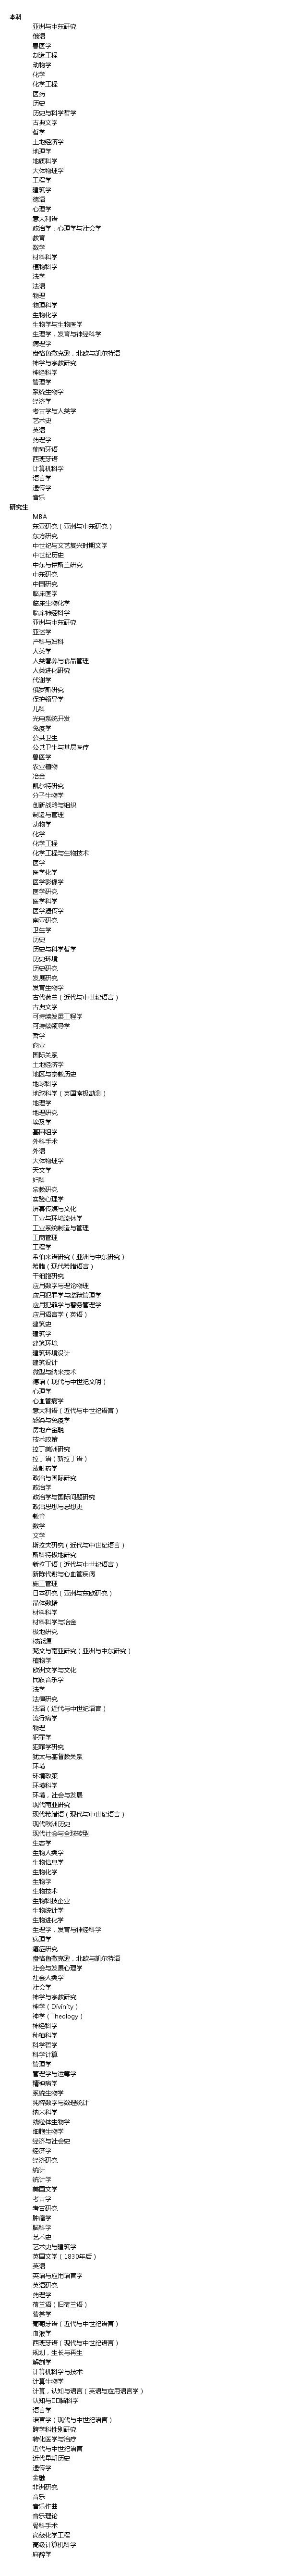 本科
亚洲与中东研究
俄语
兽医学
制造工程
动物学
化学
化学工程
医药
历史
历史与科学哲学
古典文学
哲学
土地经济学
地理学
地质科学
天体物理学
工程学
建筑学
德语
心理学
意大利语
政治学，心理学与社会学
教育
数学
材料科学
植物科学
法学
法语
物理
物理科学
生物化学
生物学与生物医学
生理学，发育与神经科学
病理学
盎格鲁撒克逊，北欧与凯尔特语
神学与宗教研究
神经科学
管理学
系统生物学
经济学
考古学与人类学
艺术史
英语
药理学
葡萄牙语
西班牙语
计算机科学
语言学
遗传学
音乐
研究生
MBA
东亚研究（亚洲与中东研究）
东方研究
中世纪与文艺复兴时期文学
中世纪历史
中东与伊斯兰研究
中东研究
中国研究
临床医学
临床生物化学
临床神经科学
亚洲与中东研究
亚述学
产科与妇科
人类学
人类营养与食品管理
人类进化研究
代谢学
俄罗斯研究
保护领导学
儿科
光电系统开发
免疫学
公共卫生
公共卫生与基层医疗
兽医学
农业植物
冶金
凯尔特研究
分子生物学
创新战略与组织
制造与管理
动物学
化学
化学工程
化学工程与生物技术
医学
医学化学
医学影像学
医学研究
医学科学
医学遗传学
南亚研究
卫生学
历史
历史与科学哲学
历史环境
历史研究
发展研究
发育生物学
古代荷兰（近代与中世纪语言）
古典文学
可持续发展工程学
可持续领导学
哲学
商业
国际关系
土地经济学
地区与宗教历史
地球科学
地球科学（英国南极勘测）
地理学
地理研究
埃及学
基因组学
外科手术
外语
天体物理学
天文学
妇科
宗教研究
实验心理学
屏幕传媒与文化
工业与环境流体学
工业系统制造与管理
工商管理
工程学
希伯来语研究（亚洲与中东研究）
希腊（现代希腊语言）
干细胞研究
应用数学与理论物理
应用犯罪学与监狱管理学
应用犯罪学与警务管理学
应用语言学（英语）
建筑史
建筑学
建筑环境
建筑环境设计
建筑设计
微型与纳米技术
德语（现代与中世纪文明）
心理学
心血管病学
意大利语（近代与中世纪语言）
感染与免疫学
房地产金融
技术政策
拉丁美洲研究
拉丁语（新拉丁语）
放射药学
政治与国际研究
政治学
政治学与国际问题研究
政治思想与思想史
教育
数学
文学
斯拉夫研究（近代与中世纪语言）
斯科特极地研究
新拉丁语（近代与中世纪语言）
新陈代谢与心血管疾病
施工管理
日本研究（亚洲与东欧研究）
晶体数据
材料科学
材料科学与冶金
极地研究
核能源
梵文与南亚研究（亚洲与中东研究）
植物学
欧洲文学与文化
民族音乐学
法学
法律研究
法语（近代与中世纪语言）
流行病学
物理
犯罪学
犯罪学研究
犹太与基督教关系
环境
环境政策
环境科学
环境，社会与发展
现代南亚研究
现代希腊语（现代与中世纪语言）
现代欧洲历史
现代社会与全球转型
生态学
生物人类学
生物信息学
生物化学
生物学
生物技术
生物科技企业
生物统计学
生物进化学
生理学，发育与神经科学
病理学
癌症研究
盎格鲁撒克逊，北欧与凯尔特语
社会与发展心理学
社会人类学
社会学
神学与宗教研究
神学（Divinity）
神学（Theology）
神经科学
种植科学
科学哲学
科学计算
管理学
管理学与运筹学
精神病学
系统生物学
纯粹数学与数理统计
纳米科学
线粒体生物学
细胞生物学
经济与社会史
经济学
经济研究
统计
统计学
美国文学
考古学
考古研究
肿瘤学
脑科学
艺术史
艺术史与建筑学
英国文学（1830年后）
英语
英语与应用语言学
英语研究
药理学
荷兰语（旧荷兰语）
营养学
葡萄牙语（近代与中世纪语言）
血液学
西班牙语（现代与中世纪语言）
规划，生长与再生
解剖学
计算机科学与技术
计算生物学
计算，认知与语言（英语与应用语言学）
认知与□□脑科学
语言学
语言学（现代与中世纪语言）
跨学科性别研究
转化医学与治疗
近代与中世纪语言
近代早期历史
遗传学
金融
非洲研究
音乐
音乐作曲
音乐理论
骨科手术
高级化学工程
高级计算机科学
麻醉学